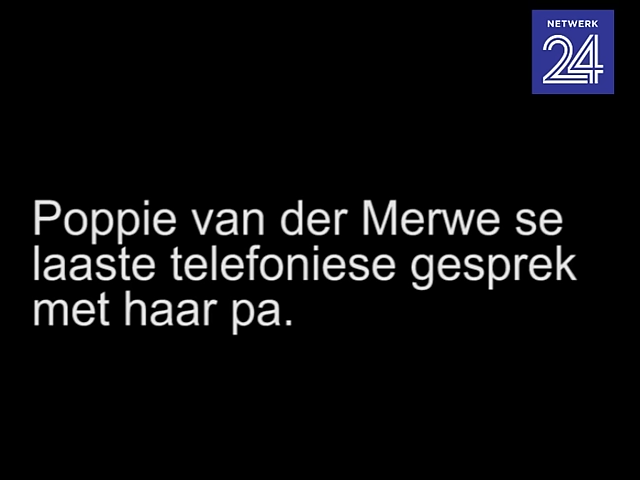 NETWERK
24
Poppie van der Merwe se
laaste telefoniese gesprek
met haar pa.